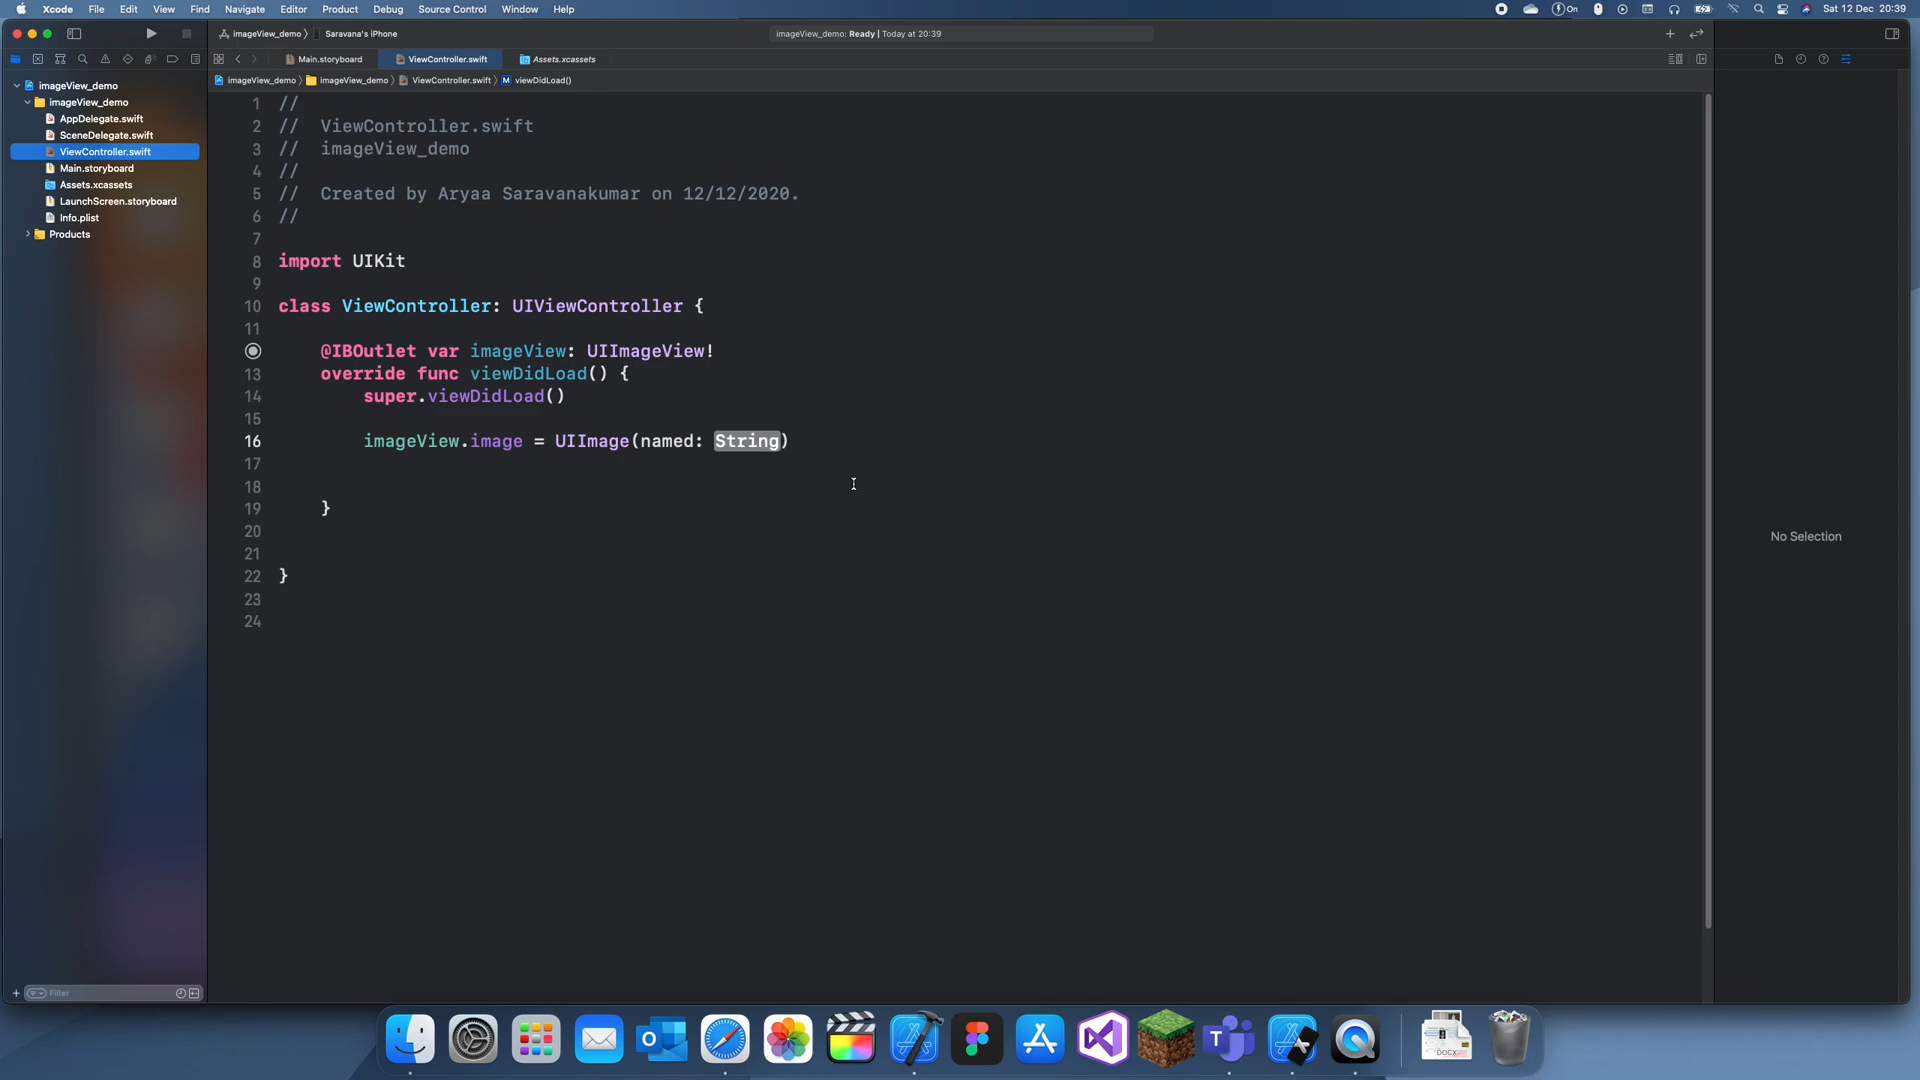 Xcode File Edit View Find Navigate Editor Product Debug Source Control Window Help
On
Sat 12 Dec 20:39
imageView_demo 〉 Saravana's iPhone
imageView_demo: Ready | Today at 20:39
Main.storyboard
ViewController.swift
Assets.xcassets
imageView_demo 〉 imageView_demo 〉 ViewController.swift 〉 M viewDidLoad()
imageView_demo
imageView_demo
AppDelegate.swift
SceneDelegate.swift
ViewController.swift
Main.storyboard
Assets.xcassets
LaunchScreen.storyboard
Info.plist
Products
1 //
2 // ViewController.swift
3 // imageView_demo
4 //
5 // Created by Aryaa Saravanakumar on 12/12/2020.
6 //
7
8 import UIKit
9
10 class ViewController: UIViewController {
11
@IBOutlet var imageView: UIImageView!
13 override func viewDidLoad() {
14 super.viewDidLoad()
15
16 imageView.image = UIImage(named: String)
17
18
19 }
20
21
22 }
23
24
No Selection
Filter
DOCX